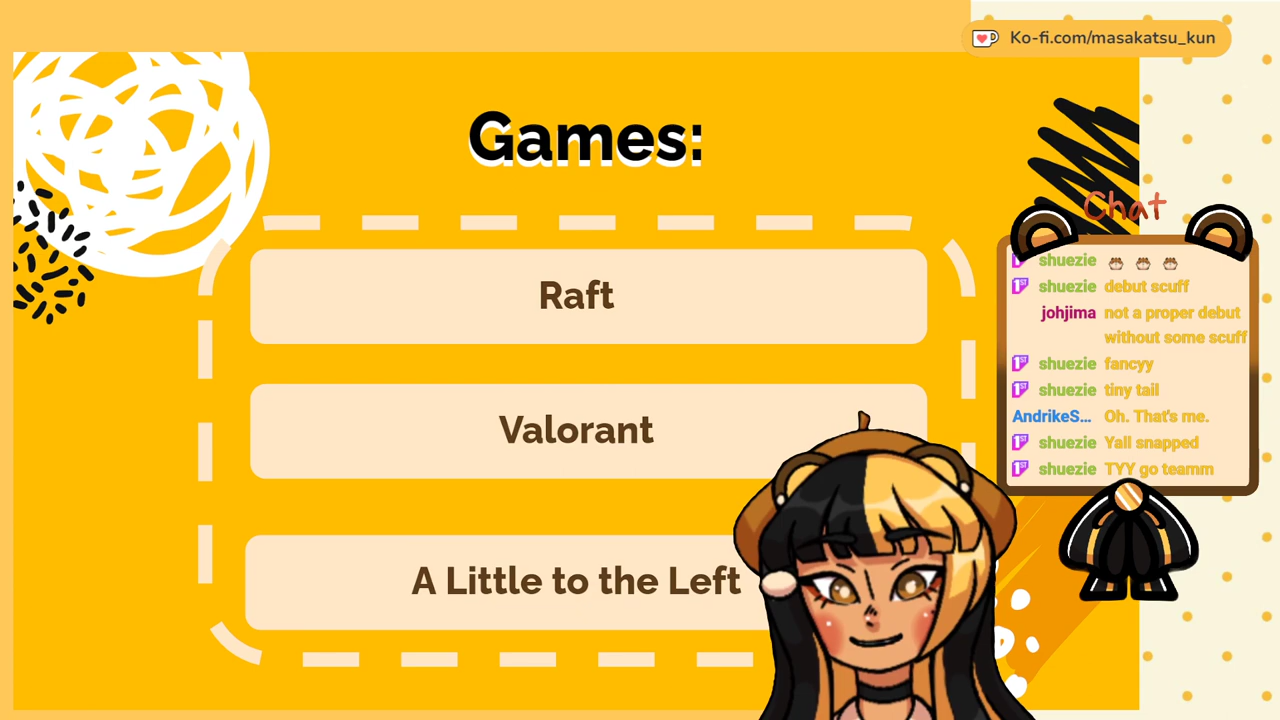 Ko-fi.com/masakatsu_kun
Games:
Raft
Valorant
A Little to the Left
Chat
shuezie
shuezie debut scuff
johjima not a proper debut
without some scuff
shuezie fancyy
shuezie tiny tail
AndrikeS... Oh. That's me.
shuezie Yall snapped
shuezie TYY go teamm